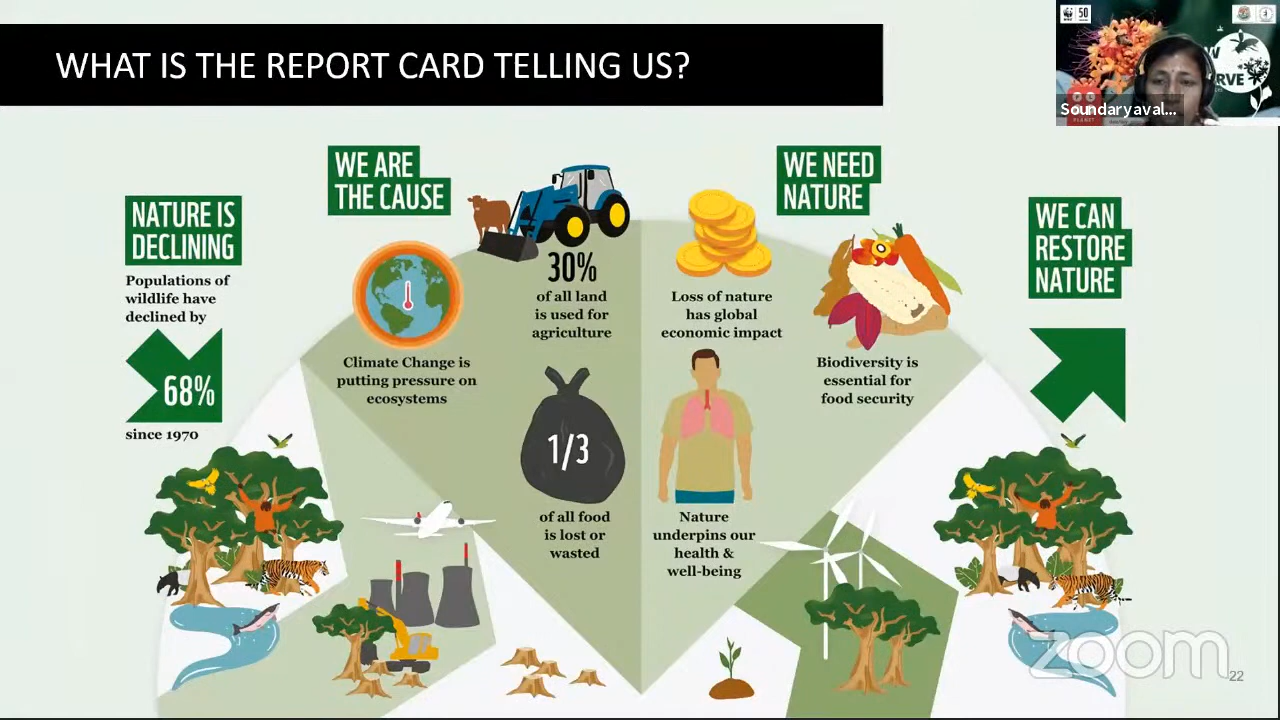 WHAT IS THE REPORT CARD TELLING US?
50
RVE
Soundaryaval...
PLANET
NATURE IS
DECLINING
Populations of
wildlife have
declined by
68%
since 1970
WE ARE
THE CAUSE
Climate Change is
putting pressure on
ecosystems
30%
of all land
is used for
agriculture
1/3
of all food
is lost or
wasted
WE NEED
NATURE
Loss of nature
has global
economic impact
Nature
underpins our
health &
well-being
Biodiversity is
essential for
food security
WE CAN
RESTORE
NATURE
zoom
22